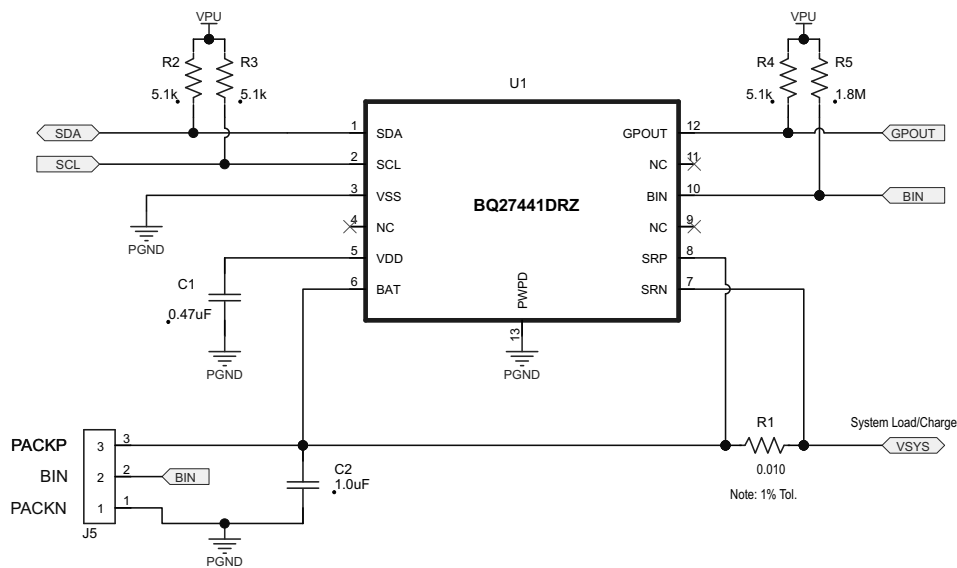 VPU
R2
R3
5.1k
5.1k
SDA
SCL
PGND
C1
0.47uF
PGND
U1
BQ27441DRZ
1 SDA
2 SCL
3 VSS
4 NC
5 VDD
6 BAT
GPOUT 12
NC 11
BIN 10
NC 9
SRP 8
SRN 7
PWPD
13
PGND
VPU
R4
R5
5.1k
1.8M
GPOUT
BIN
PACKP 3 3
BIN 2 2 BIN
PACKN 1 1
J5
C2
1.0uF
PGND
R1
0.010
Note: 1% Tol.
System Load/Charge
VSYS